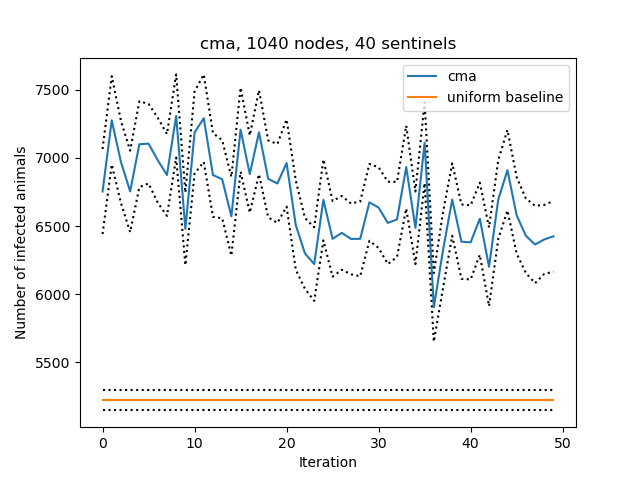 cma, 1040 nodes, 40 sentinels
cma
uniform baseline
Number of infected animals
7500
7000
6500
6000
5500
0 10 20 30 40 50
Iteration